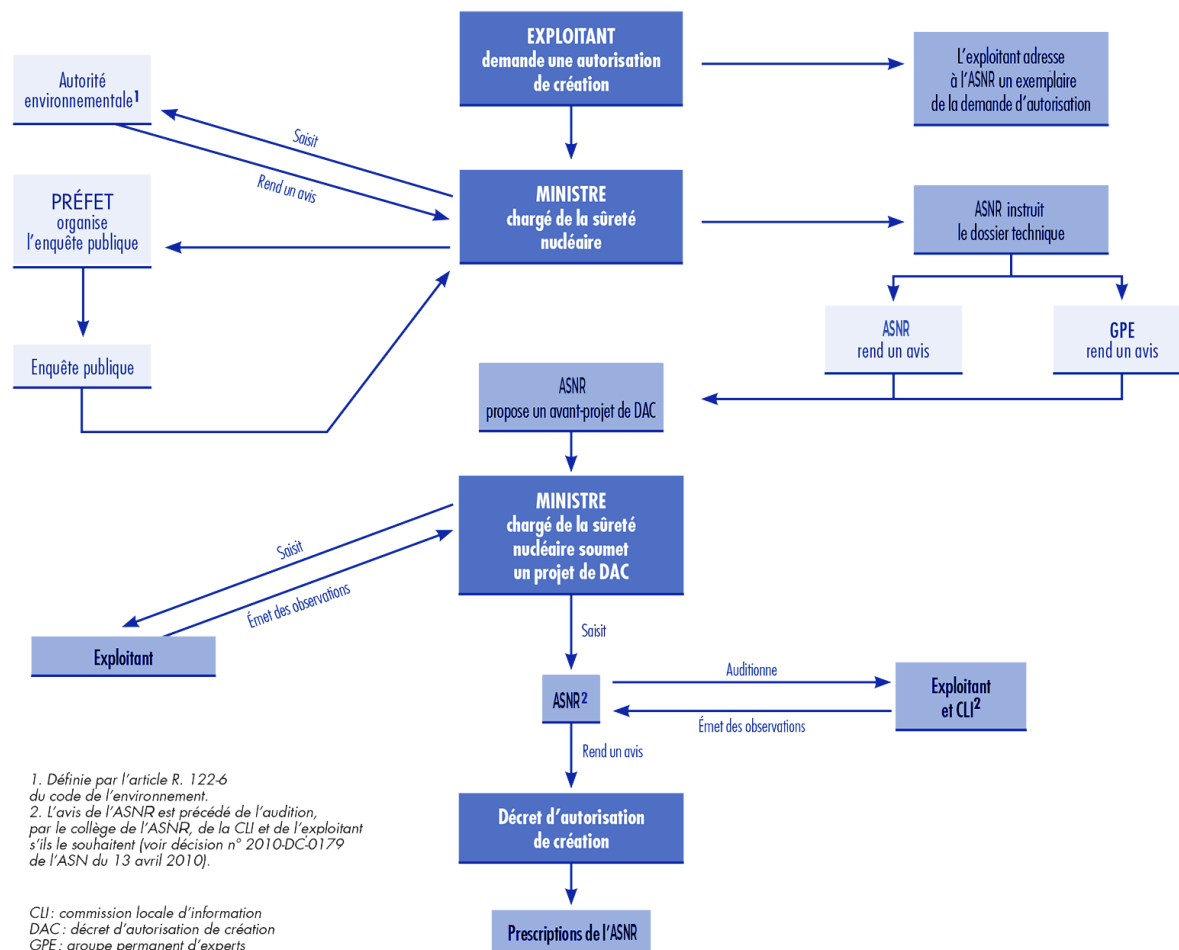 EXPLOITANT
demande une autorisation
de création
L'exploitant adresse
à l'ASNR un exemplaire
de la demande d'autorisation
Autorité
environnementale1
Saisit
Rend un avis
MINISTRE
chargé de la sûreté
nucléaire
PRÉFET
organise
l'enquête publique
ASNR instruit
le dossier technique
ASNR
rend un avis
GPE
rend un avis
Enquête publique
ASNR
propose un avant-projet de DAC
MINISTRE
chargé de la sûreté
nucléaire soumet
un projet de DAC
Saisit
Émet des observations
Exploitant
Saisit
ASNR2
Auditionne
Émet des observations
Exploitant
et CLI2
Rend un avis
Décret d'autorisation
de création
Prescriptions de l'ASNR
1. Définie par l'article R. 122-6
du code de l'environnement.
2. L'avis de l'ASNR est précédé de l'audition,
par le collège de l'ASNR, de la CLI et de l'exploitant
s'ils le souhaitent (voir décision n° 2010-DC-0179
de l'ASN du 13 avril 2010).
CLI : commission locale d'information
DAC : décret d'autorisation de création
GPE : groupe permanent d'experts